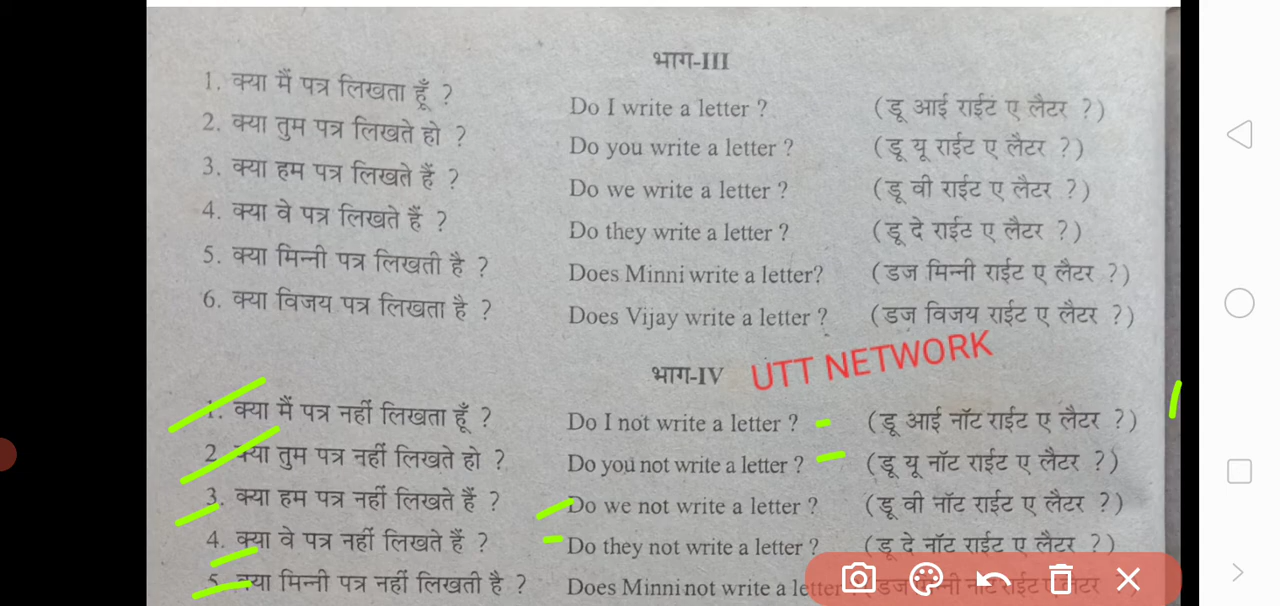 भाग-III
1. क्या मैं पत्र लिखता हूँ ? Do I write a letter ? (डू आई राईट ए लैटर ?)
2. क्या तुम पत्र लिखते हो ? Do you write a letter ? (डू यू राईट ए लैटर ?)
3. क्या हम पत्र लिखते हैं ? Do we write a letter ? (डू वी राईट ए लैटर ?)
4. क्या वे पत्र लिखते हैं ? Do they write a letter ? (डू दे राईट ए लैटर ?)
5. क्या मिन्नी पत्र लिखती है ? Does Minni write a letter? (डज मिन्नी राईट ए लैटर ?)
6. क्या विजय पत्र लिखता है ? Does Vijay write a letter ? (डज विजय राईट ए लैटर ?)
भाग-IV UTT NETWORK
1. क्या मैं पत्र नहीं लिखता हूँ ? Do I not write a letter ? (डू आई नॉट राईट ए लैटर ?)
2. क्या तुम पत्र नहीं लिखते हो ? Do you not write a letter ? (डू यू नॉट राईट ए लैटर ?)
3. क्या हम पत्र नहीं लिखते हैं ? Do we not write a letter ? (डू वी नॉट राईट ए लैटर ?)
4. क्या वे पत्र नहीं लिखते हैं ? Do they not write a letter ? (डू दे नॉट राईट ए लैटर ?)
5. क्या मिन्नी पत्र नहीं लिखती है ? Does Minni not write a letter